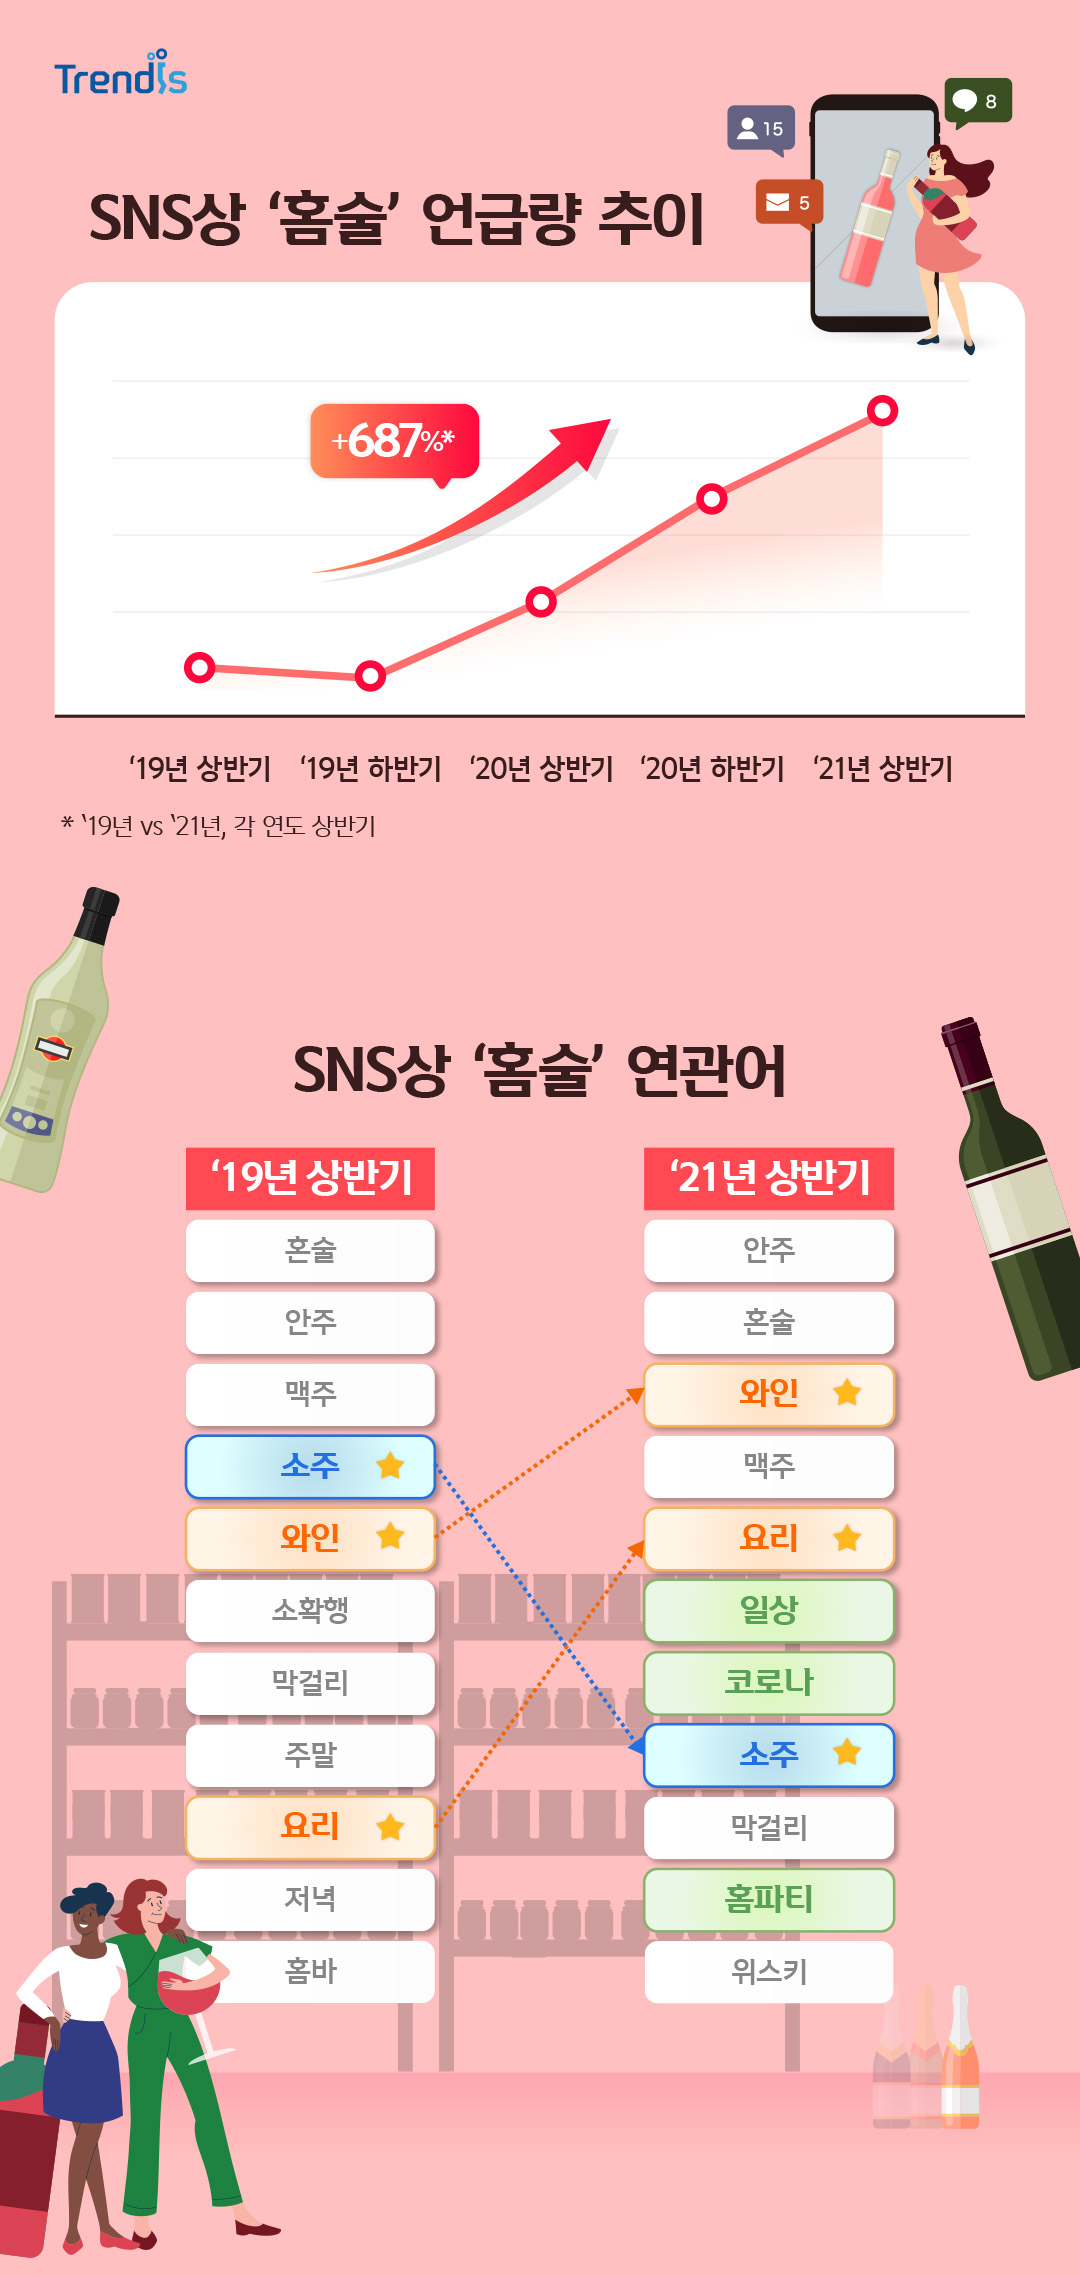 Trendis
15
8
5
SNS상 ‘홈술’ 언급량 추이
+687%*
‘19년 상반기
‘19년 하반기
‘20년 상반기
‘20년 하반기
‘21년 상반기
* ‘19년 vs ‘21년, 각 연도 상반기
SNS상 ‘홈술’ 연관어
‘19년 상반기
혼술
안주
맥주
소주
와인
소확행
막걸리
주말
요리
저녁
홈바
‘21년 상반기
안주
혼술
와인
맥주
요리
일상
코로나
소주
막걸리
홈파티
위스키